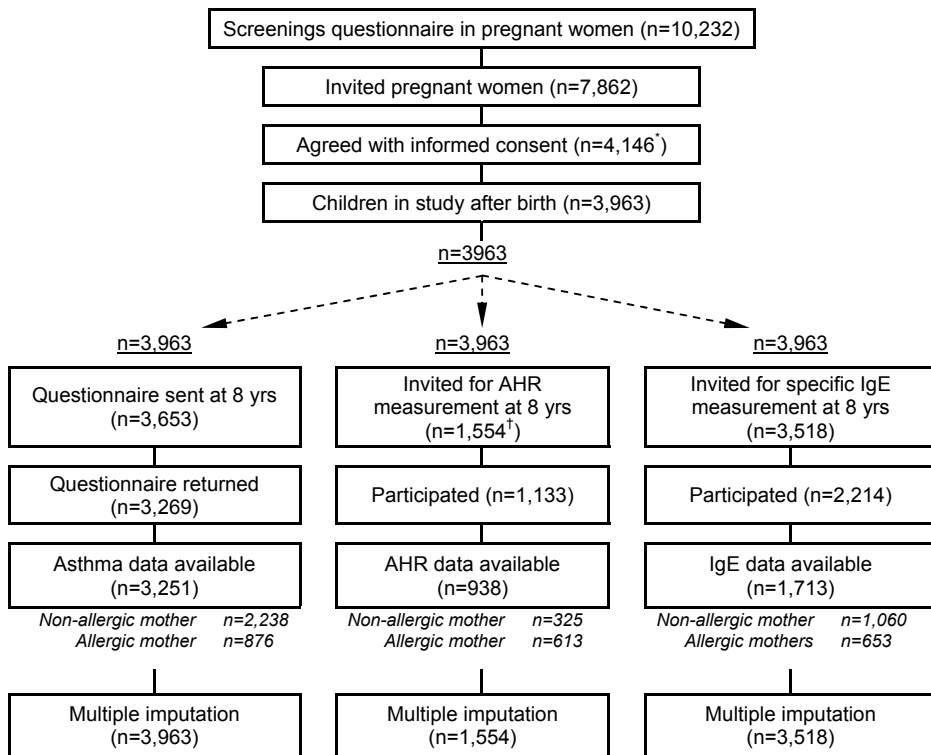 Screenings questionnaire in pregnant women (n=10,232)
Invited pregnant women (n=7,862)
Agreed with informed consent (n=4,146*)
Children in study after birth (n=3,963)
n=3963
n=3,963
Questionnaire sent at 8 yrs
(n=3,653)
Questionnaire returned
(n=3,269)
Asthma data available
(n=3,251)
Non-allergic mother n=2,238
Allergic mother n=876
Multiple imputation
(n=3,963)
n=3,963
Invited for AHR
measurement at 8 yrs
(n=1,554†)
Participated (n=1,133)
AHR data available
(n=938)
Non-allergic mother n=325
Allergic mother n=613
Multiple imputation
(n=1,554)
n=3,963
Invited for specific IgE
measurement at 8 yrs
(n=3,518)
Participated (n=2,214)
IgE data available
(n=1,713)
Non-allergic mother n=1,060
Allergic mothers n=653
Multiple imputation
(n=3,518)